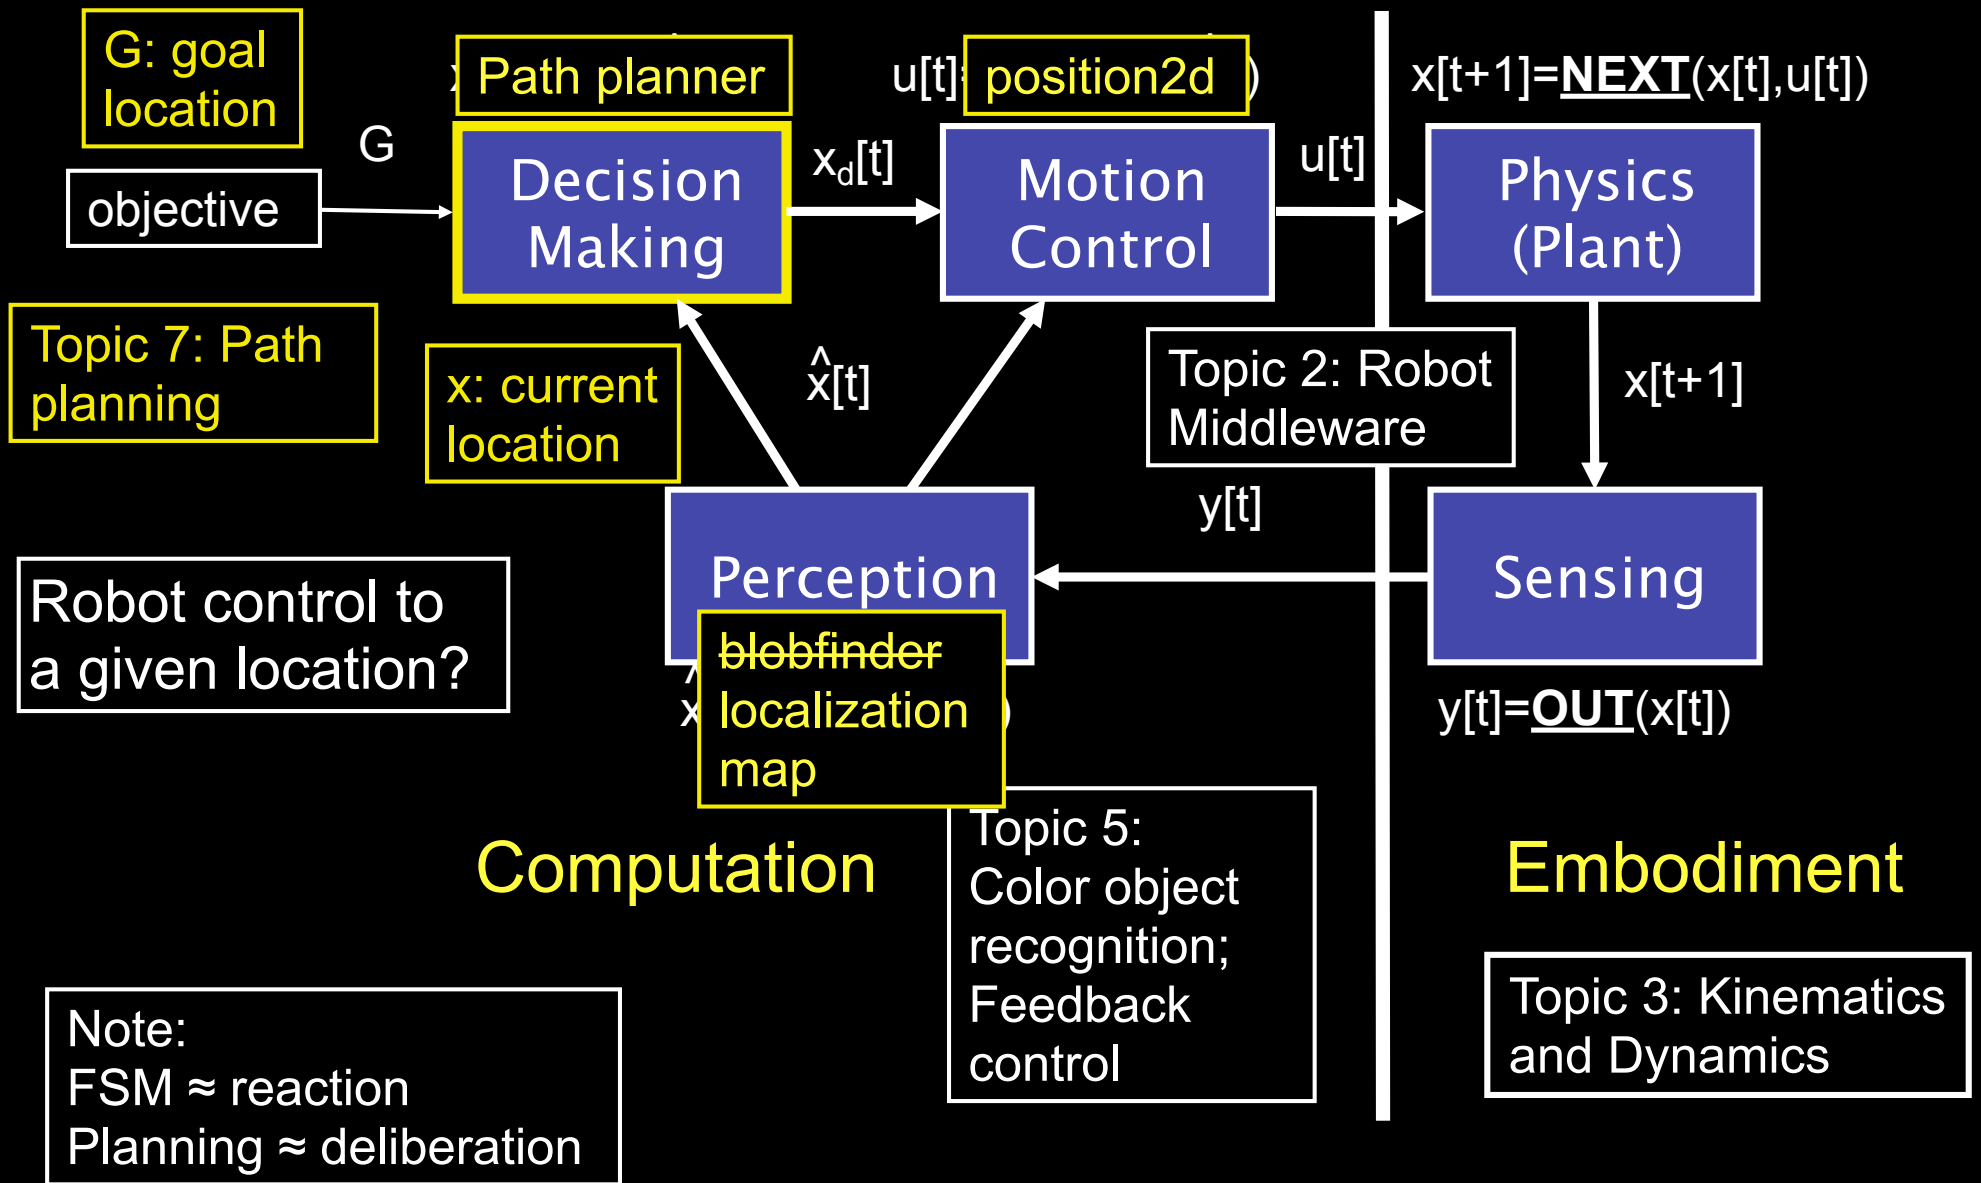 G: goal
location
Path planner
u[t]
position2d
)
x[t+1]=NEXT(x[t],u[t])
G
objective
Decision
Making
xd[t]
Motion
Control
u[t]
Physics
(Plant)
Topic 7: Path
planning
x: current
location
x̂[t]
Topic 2: Robot
Middleware
x[t+1]
y[t]
Perception
Sensing
Robot control to
a given location?
blobfinder
localization
map
)
y[t]=OUT(x[t])
Computation
Topic 5:
Color object
recognition;
Feedback
control
Embodiment
Topic 3: Kinematics
and Dynamics
Note:
FSM ≈ reaction
Planning ≈ deliberation